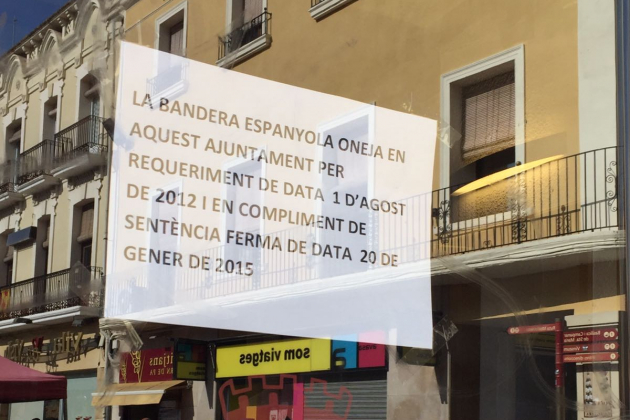 LA BANDERA ESPANYOLA ONEJA EN
AQUEST AJUNTAMENT PER
REQUERIMENT DE DATA 1 D'AGOST
DE 2012 I EN COMPLIMENT DE
SENTÈNCIA FERMA DE DATA 20 DE
GENER DE 2015
som viatges